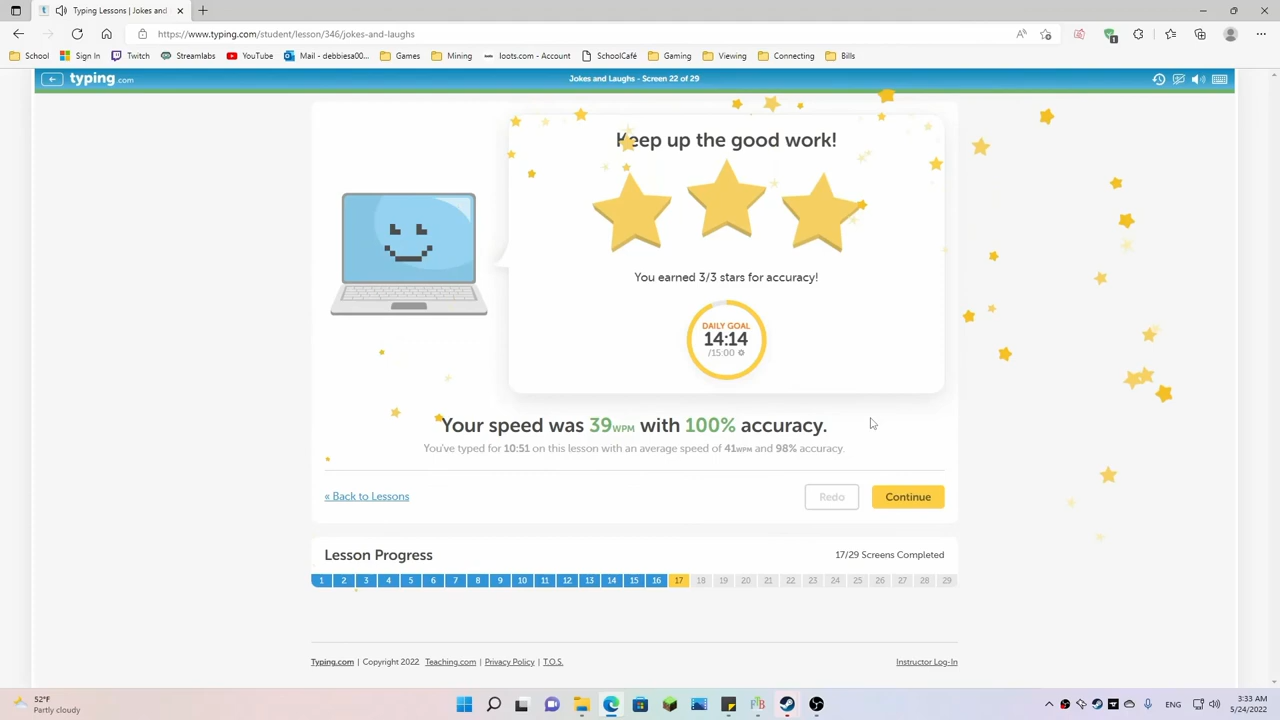 Typing Lessons | Jokes and
https://www.typing.com/student/lesson/346/jokes-and-laughs
School
Sign In
Twitch
Streamlabs
YouTube
Mail - debbiesa00...
Games
Mining
loots.com - Account
SchoolCafé
Gaming
Viewing
Connecting
Bills
typing.com
Jokes and Laughs - Screen 22 of 29
Keep up the good work!
You earned 3/3 stars for accuracy!
DAILY GOAL
14:14
/15:00
Your speed was 39WPM with 100% accuracy.
You've typed for 10:51 on this lesson with an average speed of 41WPM and 98% accuracy.
« Back to Lessons
Redo
Continue
Lesson Progress
17/29 Screens Completed
1 2 3 4 5 6 7 8 9 10 11 12 13 14 15 16 17 18 19 20 21 22 23 24 25 26 27 28 29
Typing.com | Copyright 2022 Teaching.com | Privacy Policy | T.O.S.
Instructor Log-In
52°F
Partly cloudy
ENG
3:33 AM
5/24/2022